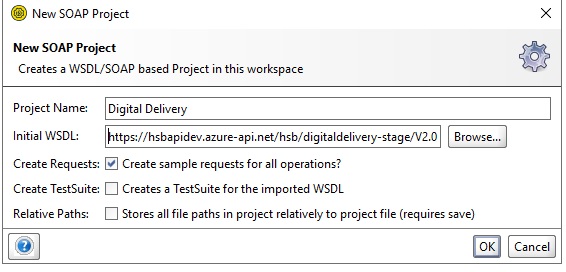 New SOAP Project
New SOAP Project
Creates a WSDL/SOAP based Project in this workspace
Project Name: Digital Delivery
Initial WSDL: https://hsbapidev.azure-api.net/hsb/digitaldelivery-stage/V2.0 Browse...
Create Requests: Create sample requests for all operations?
Create TestSuite: Creates a TestSuite for the imported WSDL
Relative Paths: Stores all file paths in project relatively to project file (requires save)
? OK Cancel